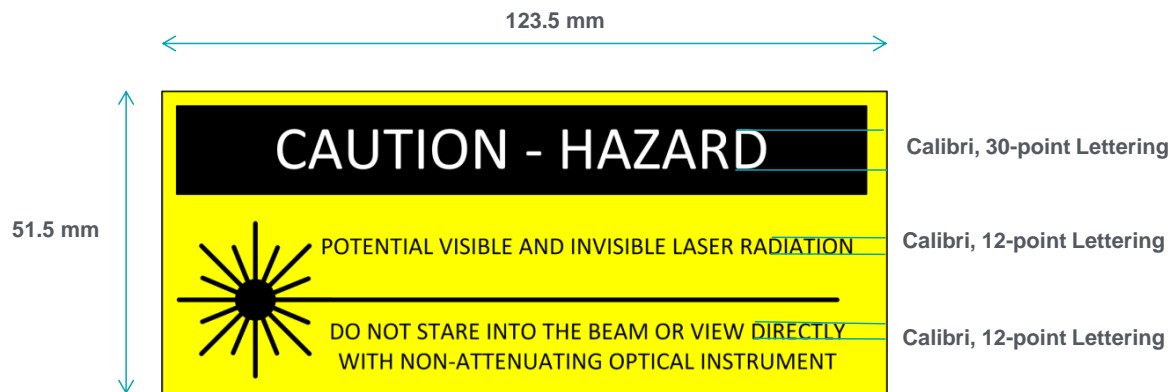 123.5 mm
CAUTION - HAZARD
Calibri, 30-point Lettering
51.5 mm
POTENTIAL VISIBLE AND INVISIBLE LASER RADIATION
Calibri, 12-point Lettering
DO NOT STARE INTO THE BEAM OR VIEW DIRECTLY
WITH NON-ATTENUATING OPTICAL INSTRUMENT
Calibri, 12-point Lettering